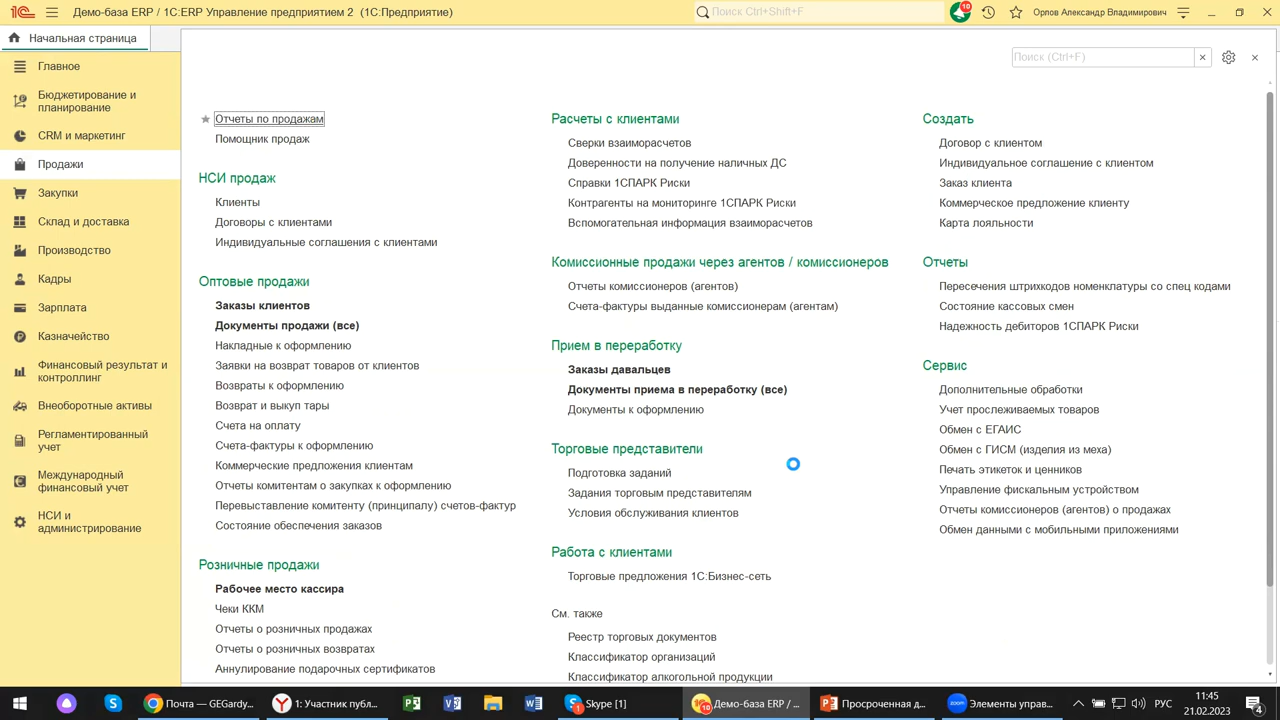 Демо-база ERP / 1С:ERP Управление предприятием 2 (1С:Предприятие)
Поиск Ctrl+Shift+F
10
Орлов Александр Владимирович
Начальная страница
Главное
Бюджетирование и
планирование
CRM и маркетинг
Продажи
Закупки
Склад и доставка
Производство
Кадры
Зарплата
Казначейство
Финансовый результат и
контроллинг
Внеоборотные активы
Регламентированный
учет
Международный
финансовый учет
НСИ и
администрирование
Поиск (Ctrl+F)
Отчеты по продажам
Помощник продаж
НСИ продаж
Клиенты
Договоры с клиентами
Индивидуальные соглашения с клиентами
Оптовые продажи
Заказы клиентов
Документы продажи (все)
Накладные к оформлению
Заявки на возврат товаров от клиентов
Возвраты к оформлению
Возврат и выкуп тары
Счета на оплату
Счета-фактуры к оформлению
Коммерческие предложения клиентам
Отчеты комитентам о закупках к оформлению
Перевыставление комитенту (принципалу) счетов-фактур
Состояние обеспечения заказов
Розничные продажи
Рабочее место кассира
Чеки ККМ
Отчеты о розничных продажах
Отчеты о розничных возвратах
Аннулирование подарочных сертификатов
Расчеты с клиентами
Сверки взаиморасчетов
Доверенности на получение наличных ДС
Справки 1СПАРК Риски
Контрагенты на мониторинге 1СПАРК Риски
Вспомогательная информация взаиморасчетов
Комиссионные продажи через агентов / комиссионеров
Отчеты комиссионеров (агентов)
Счета-фактуры выданные комиссионерам (агентам)
Прием в переработку
Заказы давальцев
Документы приема в переработку (все)
Документы к оформлению
Торговые представители
Подготовка заданий
Задания торговым представителям
Условия обслуживания клиентов
Работа с клиентами
Торговые предложения 1С:Бизнес-сеть
См. также
Реестр торговых документов
Классификатор организаций
Классификатор алкогольной продукции
Создать
Договор с клиентом
Индивидуальное соглашение с клиентом
Заказ клиента
Коммерческое предложение клиенту
Карта лояльности
Отчеты
Пересечения штрихкодов номенклатуры со спец кодами
Состояние кассовых смен
Надежность дебиторов 1СПАРК Риски
Сервис
Дополнительные обработки
Учет прослеживаемых товаров
Обмен с ЕГАИС
Обмен с ГИСМ (изделия из меха)
Печать этикеток и ценников
Управление фискальным устройством
Отчеты комиссионеров (агентов) о продажах
Обмен данными с мобильными приложениями
Почта — GEGardy...
1: Участник публ...
Skype [1]
1
Демо-база ERP / ...
10
Просроченная д...
zoom
Элементы управ...
РУС
11:45
21.02.2023
4